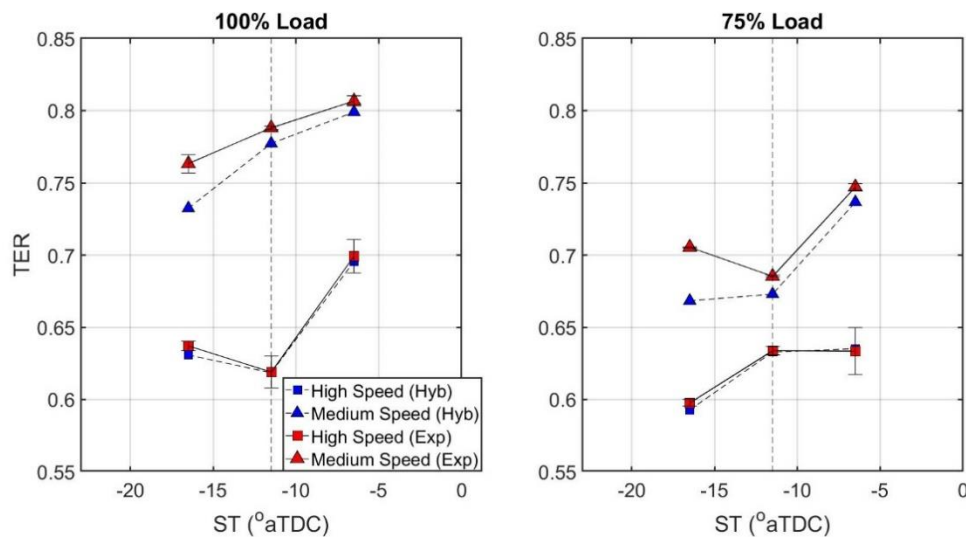 100% Load
75% Load
0.85
0.8
0.75
0.7
0.65
0.6
0.55
TER
-20
-15
-10
-5
0
ST (°aTDC)
High Speed (Hyb)
Medium Speed (Hyb)
High Speed (Exp)
Medium Speed (Exp)
0.85
0.8
0.75
0.7
0.65
0.6
0.55
-20
-15
-10
-5
0
ST (°aTDC)